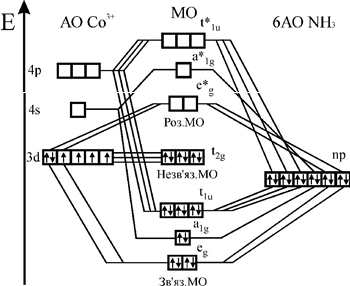 E АО Co³⁺ МО 6АО NH₃
t*₁ᵤ
4p a*₁g
4s e*g
Роз.МО
3d t₂g np
Незв'яз.МО
t₁ᵤ
a₁g
eg
Зв'яз.МО